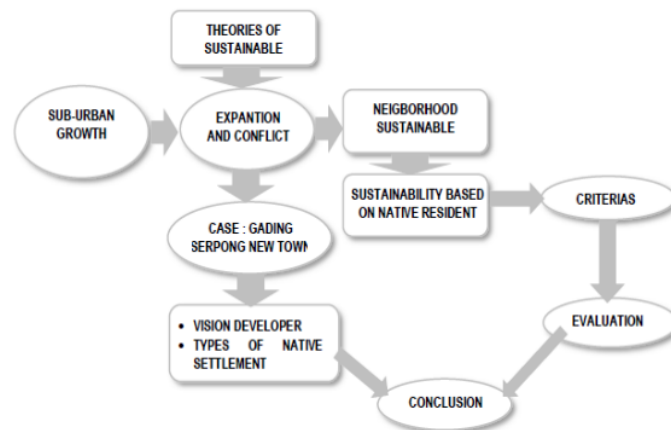 THEORIES OF
SUSTAINABLE
SUB-URBAN
GROWTH
EXPANTION
AND CONFLICT
NEIGBORHOOD
SUSTAINABLE
SUSTAINABILITY BASED
ON NATIVE RESIDENT
CRITERIAS
CASE : GADING
SERPONG NEW TOWN
EVALUATION
• VISION DEVELOPER
• TYPES OF NATIVE
SETTLEMENT
CONCLUSION